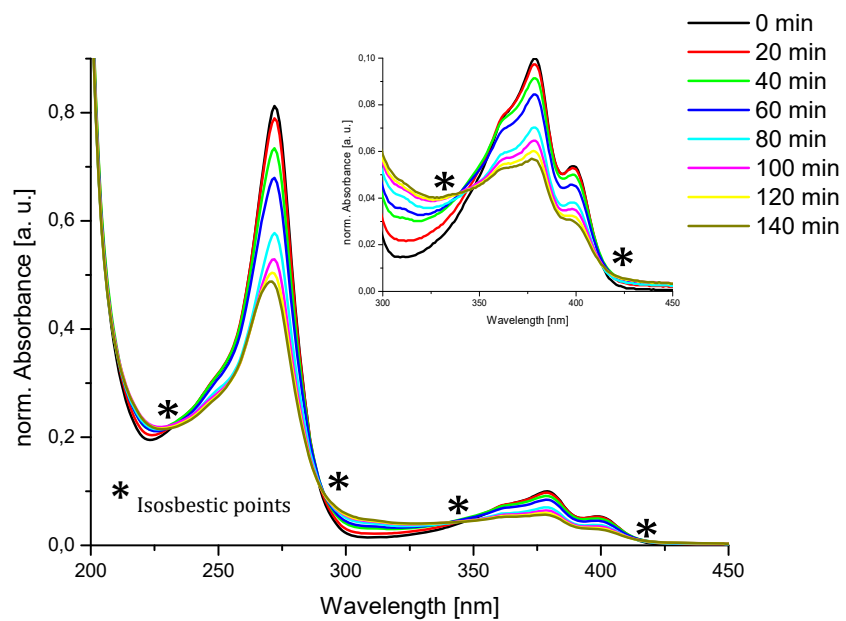 0 min
20 min
40 min
60 min
80 min
100 min
120 min
140 min
norm. Absorbance [a. u.]
0,8
0,6
0,4
0,2
0,0
200
250
300
350
400
450
Wavelength [nm]
* Isosbestic points
*
*
*
*
norm. Absorbance [a. u.]
0,10
0,08
0,06
0,04
0,02
0,00
300
350
400
450
Wavelength [nm]
*
*